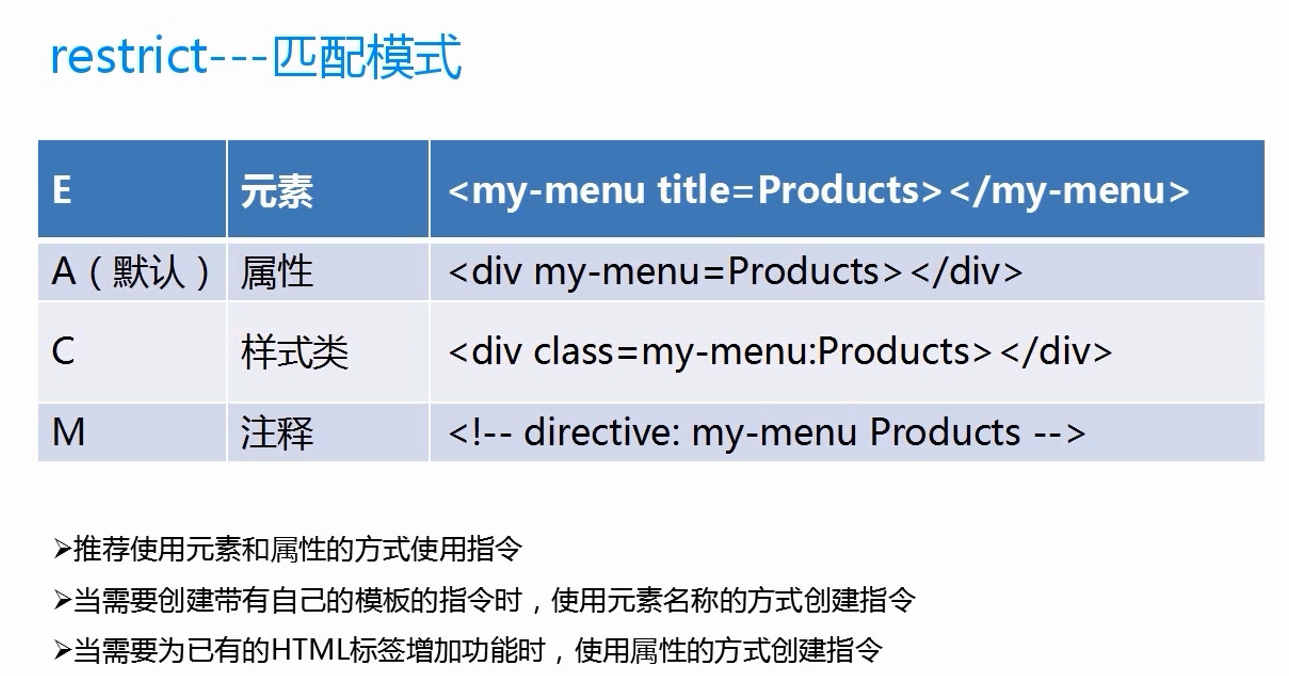 restrict---匹配模式
E 元素 <my-menu title=Products></my-menu>
A（默认） 属性 <div my-menu=Products></div>
C 样式类 <div class=my-menu:Products></div>
M 注释 <!-- directive: my-menu Products -->
➢推荐使用元素和属性的方式使用指令
➢当需要创建带有自己的模板的指令时，使用元素名称的方式创建指令
➢当需要为已有的HTML标签增加功能时，使用属性的方式创建指令